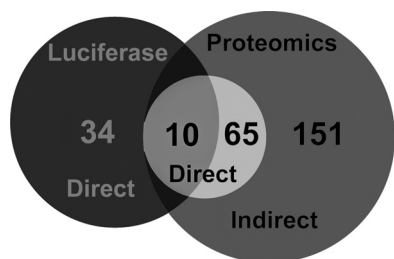 Luciferase
Proteomics
34
10
65
151
Direct
Direct
Indirect